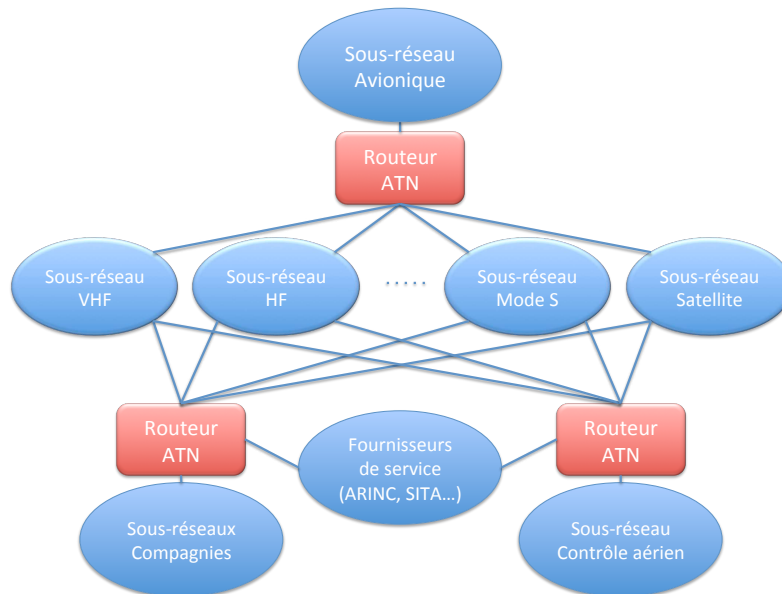 Sous-réseau
Avionique
Routeur
ATN
Sous-réseau
VHF
Sous-réseau
HF
.....
Sous-réseau
Mode S
Sous-réseau
Satellite
Routeur
ATN
Fournisseurs
de service
(ARINC, SITA...)
Routeur
ATN
Sous-réseaux
Compagnies
Sous-réseau
Contrôle aérien